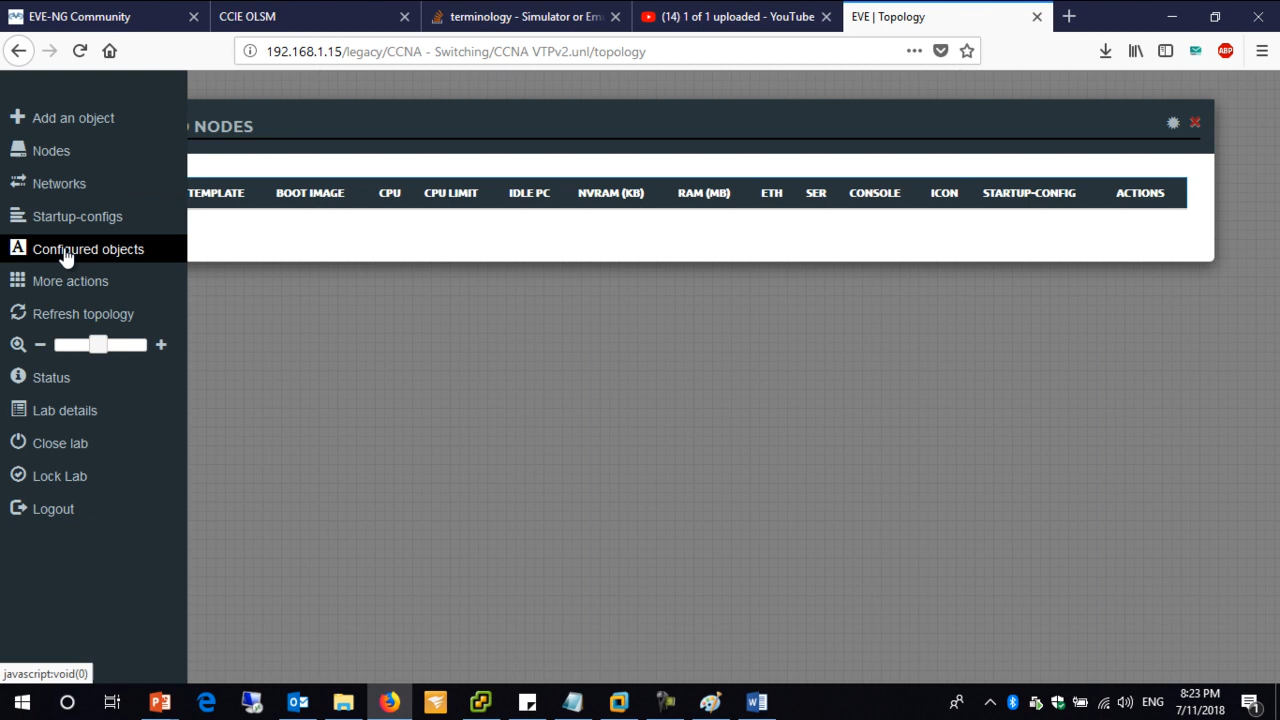 EVE-NG Community
CCIE OLSM
terminology - Simulator or Em
(14) 1 of 1 uploaded - YouTube
EVE | Topology
192.168.1.15/legacy/CCNA - Switching/CCNA VTPv2.unl/topology
ABP
Add an object
Nodes
Networks
Startup-configs
Configured objects
More actions
Refresh topology
Status
Lab details
Close lab
Lock Lab
Logout
NODES
TEMPLATE BOOT IMAGE CPU CPU LIMIT IDLE PC NVRAM (KB) RAM (MB) ETH SER CONSOLE ICON STARTUP-CONFIG ACTIONS
javascript:void(0)
ENG
8:23 PM
7/11/2018